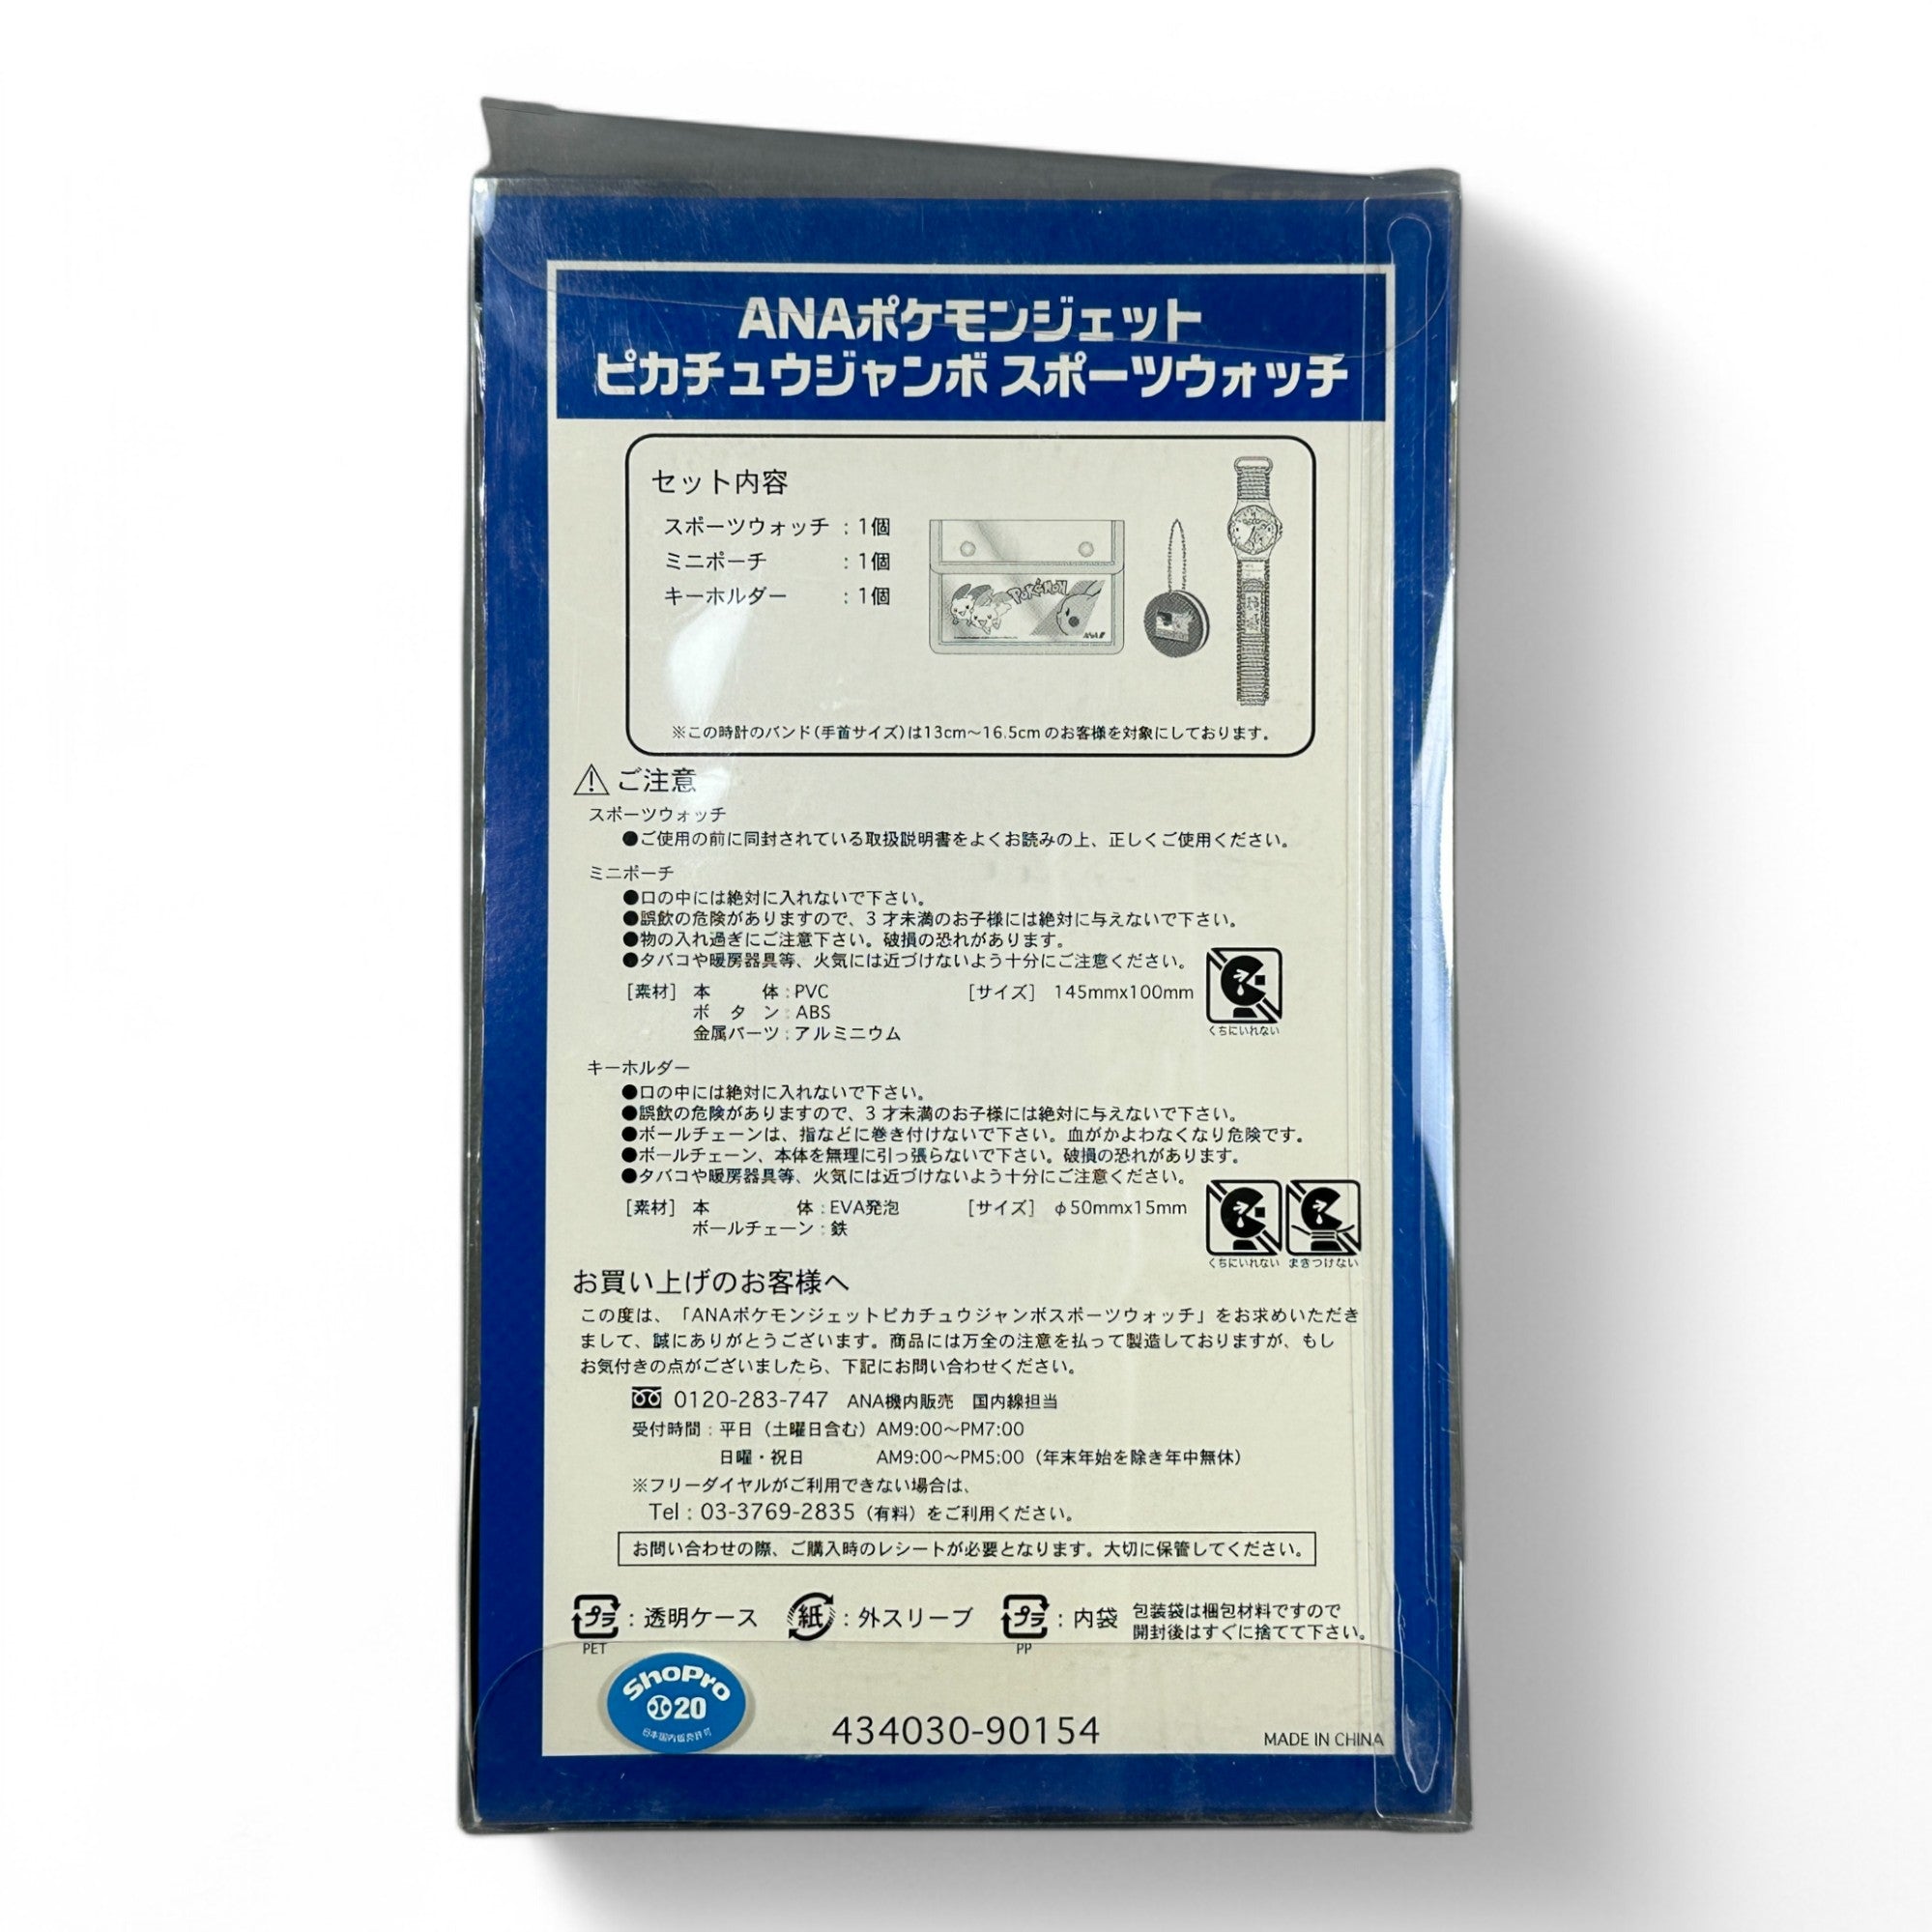 ANAポケモンジェット
ピカチュウジャンボ スポーツウォッチ
セット内容
スポーツウォッチ：1個
ミニポーチ：1個
キーホルダー：1個
POKéMON
ANA
※この時計のバンド(手首サイズ)は13cm〜16.5cmのお客様を対象にしております。
ご注意
スポーツウォッチ
●ご使用の前に同封されている取扱説明書をよくお読みの上、正しくご使用ください。
ミニポーチ
●口の中には絶対に入れないで下さい。
●誤飲の危険がありますので、3才未満のお子様には絶対に与えないで下さい。
●物の入れ過ぎにご注意下さい。破損の恐れがあります。
●タバコや暖房器具等、火気には近づけないよう十分にご注意ください。
[素材] 本体：PVC [サイズ] 145mmx100mm
ボタン：ABS
金属パーツ：アルミニウム
くちにいれない
キーホルダー
●口の中には絶対に入れないで下さい。
●誤飲の危険がありますので、3才未満のお子様には絶対に与えないで下さい。
●ボールチェーンは、指などに巻き付けないで下さい。血がかよわなくなり危険です。
●ボールチェーン、本体を無理に引っ張らないで下さい。破損の恐れがあります。
●タバコや暖房器具等、火気には近づけないよう十分にご注意ください。
[素材] 本体：EVA発泡 [サイズ] φ50mmx15mm
ボールチェーン：鉄
くちにいれない まきつけない
お買い上げのお客様へ
この度は、「ANAポケモンジェットピカチュウジャンボスポーツウォッチ」をお求めいただき
まして、誠にありがとうございます。商品には万全の注意を払って製造しておりますが、もし
お気付きの点がございましたら、下記にお問い合わせください。
0120-283-747 ANA機内販売 国内線担当
受付時間：平日（土曜日含む）AM9:00〜PM7:00
日曜・祝日 AM9:00〜PM5:00（年末年始を除き年中無休）
※フリーダイヤルがご利用できない場合は、
Tel：03-3769-2835（有料）をご利用ください。
お問い合わせの際、ご購入時のレシートが必要となります。大切に保管してください。
プラ：透明ケース 紙：外スリーブ プラ：内袋 包装袋は梱包材料ですので
開封後はすぐに捨てて下さい。
PET PP
ShoPro
20
日本国内販売許可
434030-90154
MADE IN CHINA